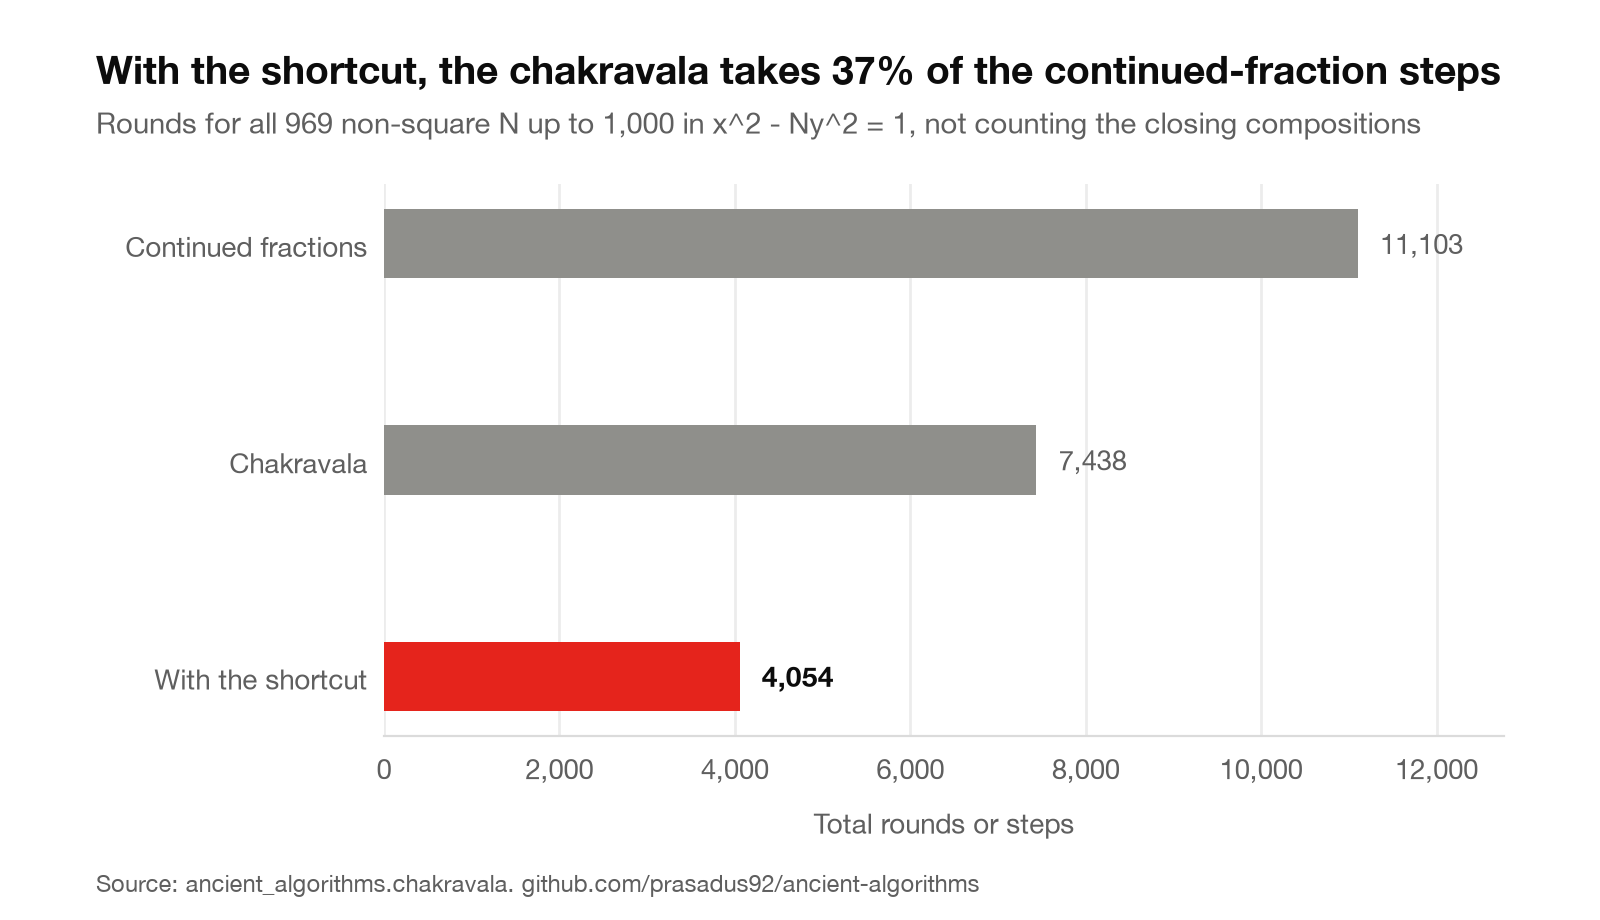 With the shortcut, the chakravala takes 37% of the continued-fraction steps
Rounds for all 969 non-square N up to 1,000 in x^2 - Ny^2 = 1, not counting the closing compositions
Continued fractions
11,103
Chakravala
7,438
With the shortcut
4,054
0
2,000
4,000
6,000
8,000
10,000
12,000
Total rounds or steps
Source: ancient_algorithms.chakravala. github.com/prasadus92/ancient-algorithms